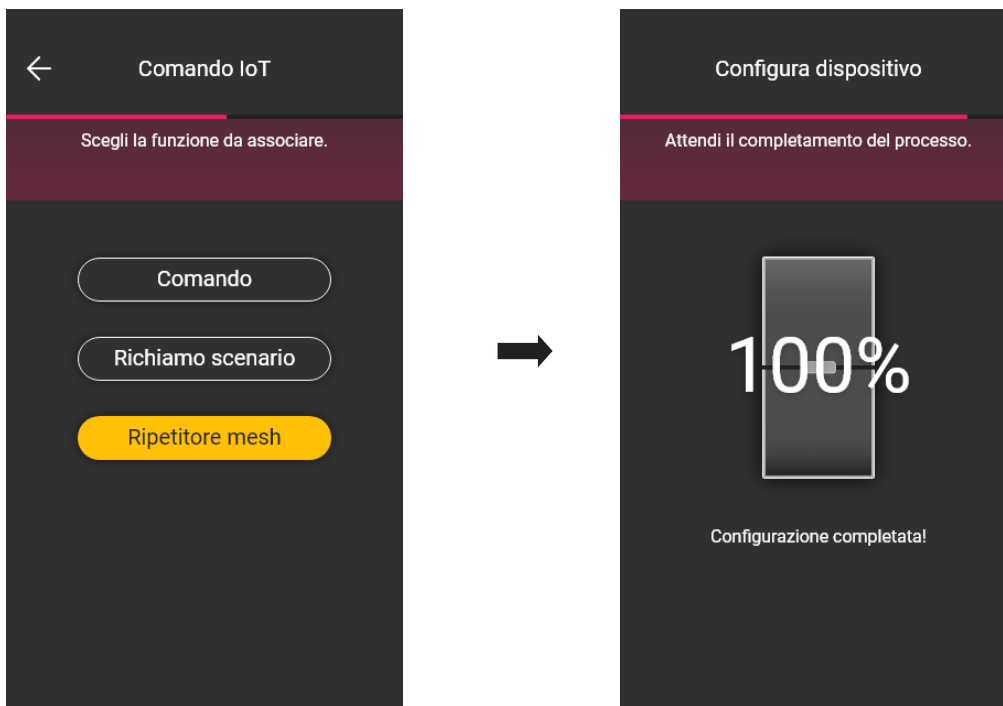 Comando IoT
Scegli la funzione da associare.
Comando
Richiamo scenario
Ripetitore mesh
Configura dispositivo
Attendi il completamento del processo.
100%
Configurazione completata!